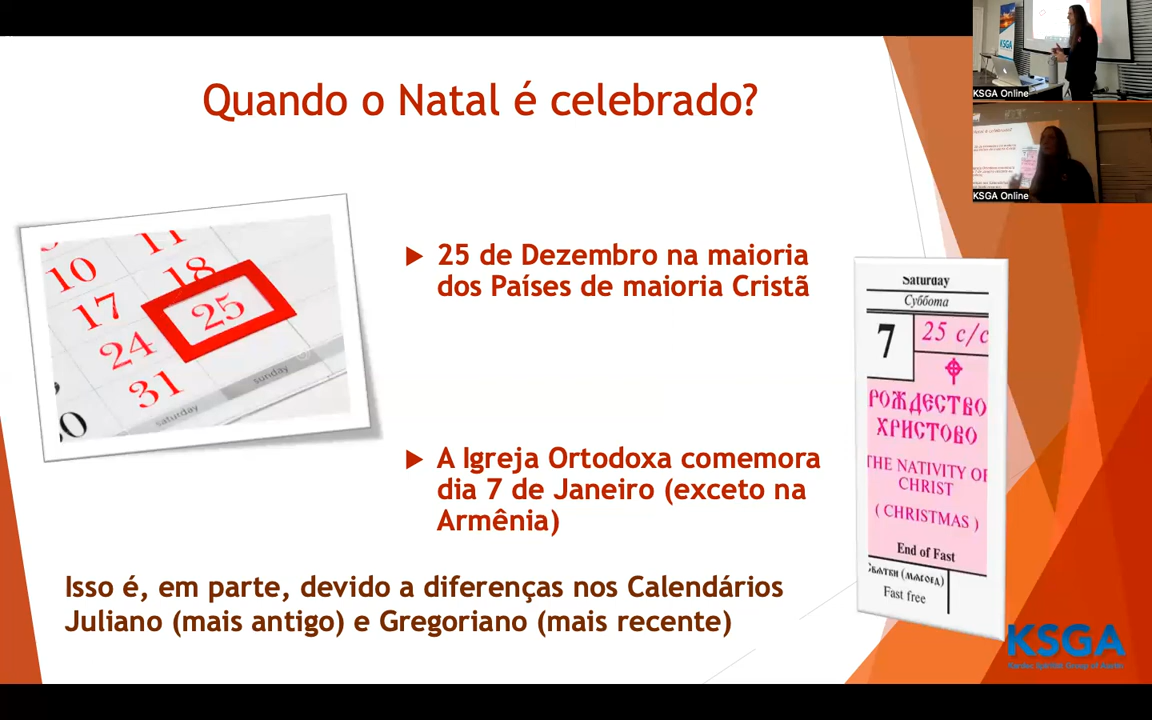 Quando o Natal é celebrado?
KSGA
KSGA Online
KSGA Online
11
10
18
17
25
24
31
30
saturday
sunday
▶ 25 de Dezembro na maioria
dos Países de maioria Cristã
▶ A Igreja Ortodoxa comemora
dia 7 de Janeiro (exceto na
Armênia)
Isso é, em parte, devido a diferenças nos Calendários
Juliano (mais antigo) e Gregoriano (mais recente)
Saturday
Суббота
7
25 с/с
РОЖДЕСТВО
ХРИСТОВО
THE NATIVITY OF
CHRIST
( CHRISTMAS )
End of Fast
Fast free
KSGA